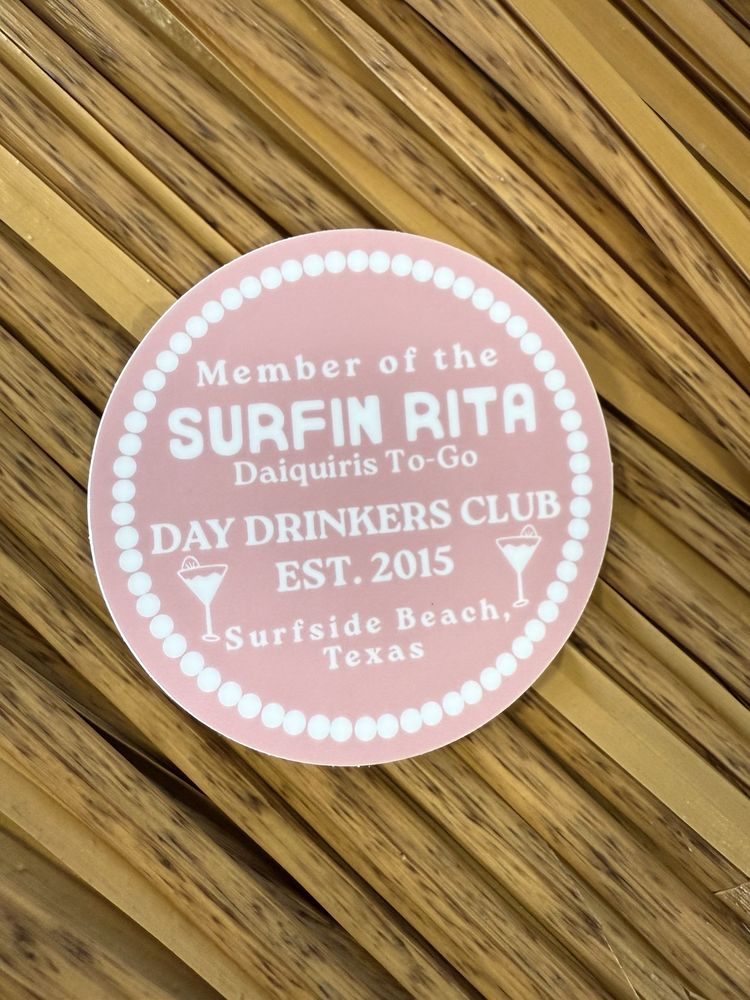 Member of the
SURFIN RITA
Daiquiris To-Go
DAY DRINKERS CLUB
EST. 2015
Surfside Beach,
Texas